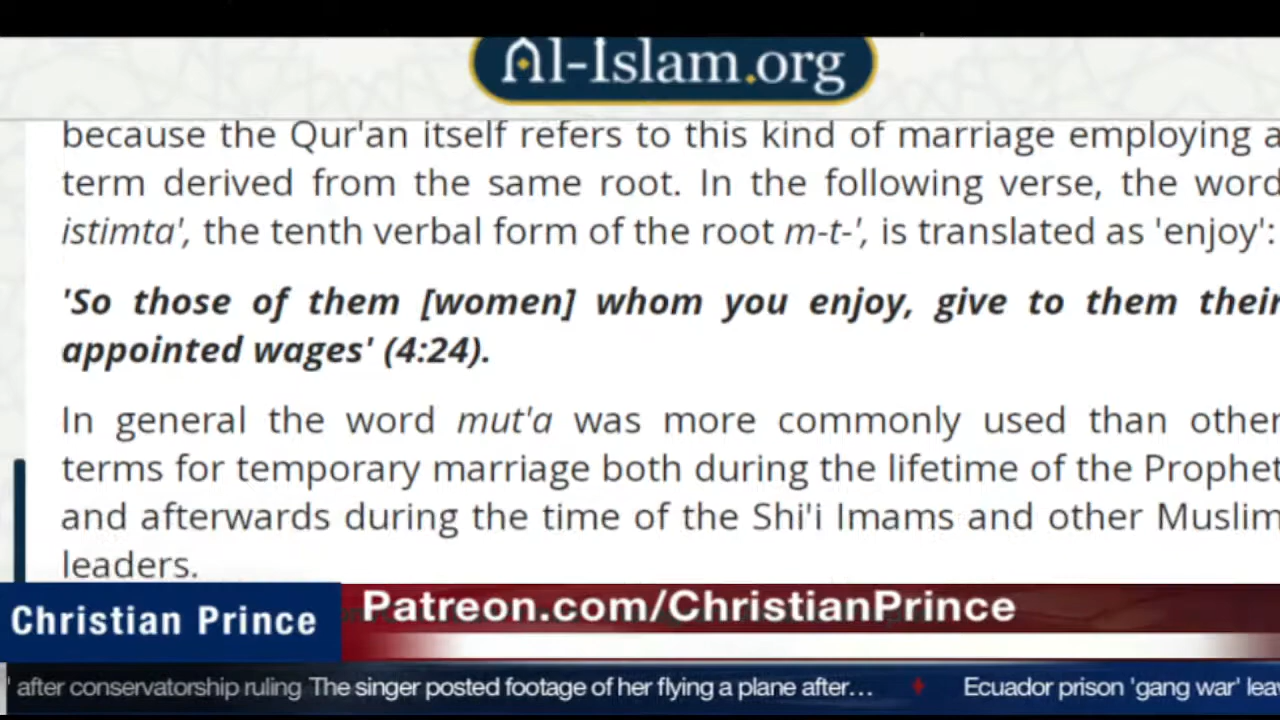 Al-Islam.org
because the Qur'an itself refers to this kind of marriage employing a
term derived from the same root. In the following verse, the word
istimta', the tenth verbal form of the root m-t-', is translated as 'enjoy':
'So those of them [women] whom you enjoy, give to them their
appointed wages' (4:24).
In general the word mut'a was more commonly used than other
terms for temporary marriage both during the lifetime of the Prophet
and afterwards during the time of the Shi'i Imams and other Muslim
leaders.
Christian Prince
Patreon.com/ChristianPrince
' after conservatorship ruling The singer posted footage of her flying a plane after... Ecuador prison 'gang war' leav